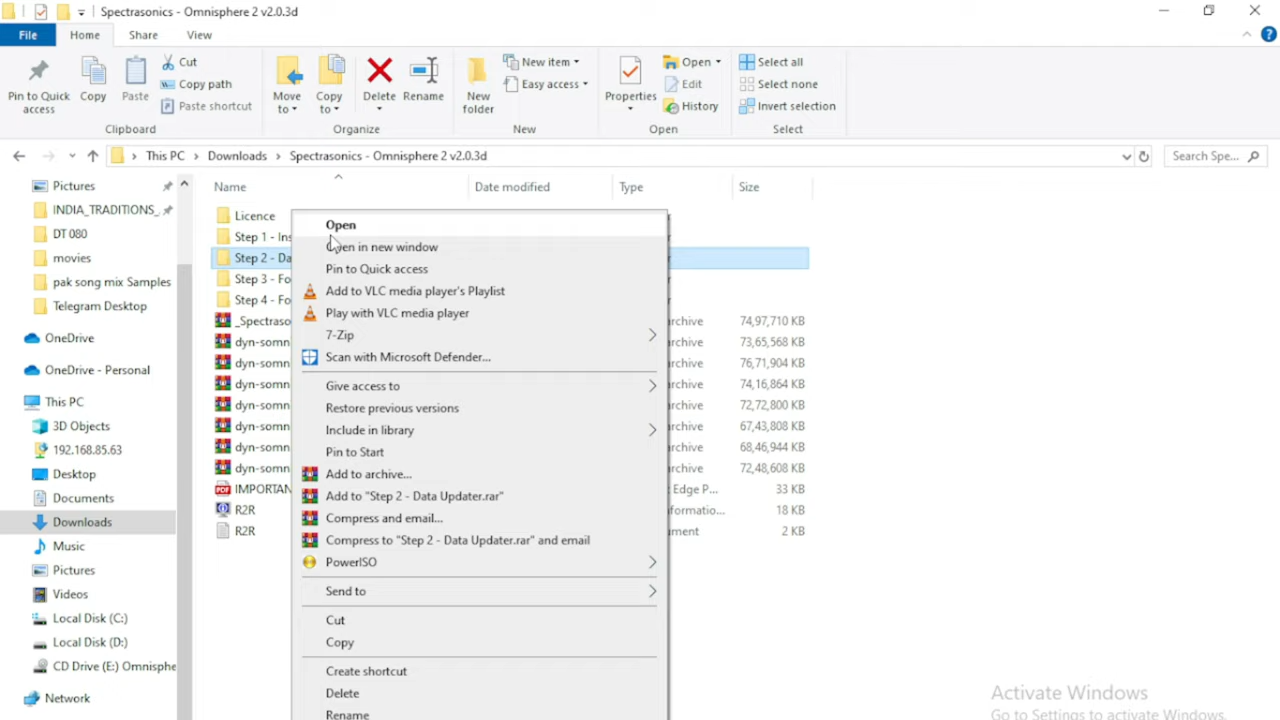 Spectrasonics - Omnisphere 2 v2.0.3d
File Home Share View
Pin to Quick access
Copy
Paste
Cut
Copy path
Paste shortcut
Clipboard
Move to
Copy to
Delete
Rename
Organize
New folder
New item
Easy access
New
Properties
Open
Edit
History
Open
Select all
Select none
Invert selection
Select
This PC > Downloads > Spectrasonics - Omnisphere 2 v2.0.3d
Search Spe...
Pictures
INDIA_TRADITIONS_
DT 080
movies
pak song mix Samples
Telegram Desktop
OneDrive
OneDrive - Personal
This PC
3D Objects
192.168.85.63
Desktop
Documents
Downloads
Music
Pictures
Videos
Local Disk (C:)
Local Disk (D:)
CD Drive (E:) Omnisphe
Network
Name Date modified Type Size
Licence
Step 1 - Ins
Step 2 - Da
Step 3 - Fo
Step 4 - Fo
_Spectraso rchive 74,97,710 KB
dyn-somn rchive 73,65,568 KB
dyn-somn rchive 76,71,904 KB
dyn-somn rchive 74,16,864 KB
dyn-somn rchive 72,72,800 KB
dyn-somn rchive 67,43,808 KB
dyn-somn rchive 68,46,944 KB
dyn-somn rchive 72,48,608 KB
PDF IMPORTAN t Edge P... 33 KB
R2R formatio... 18 KB
R2R ment 2 KB
Open
Open in new window
Pin to Quick access
Add to VLC media player's Playlist
Play with VLC media player
7-Zip
Scan with Microsoft Defender...
Give access to
Restore previous versions
Include in library
Pin to Start
Add to archive...
Add to "Step 2 - Data Updater.rar"
Compress and email...
Compress to "Step 2 - Data Updater.rar" and email
PowerISO
Send to
Cut
Copy
Create shortcut
Delete
Rename
Activate Windows
Go to Settings to activate Windows.